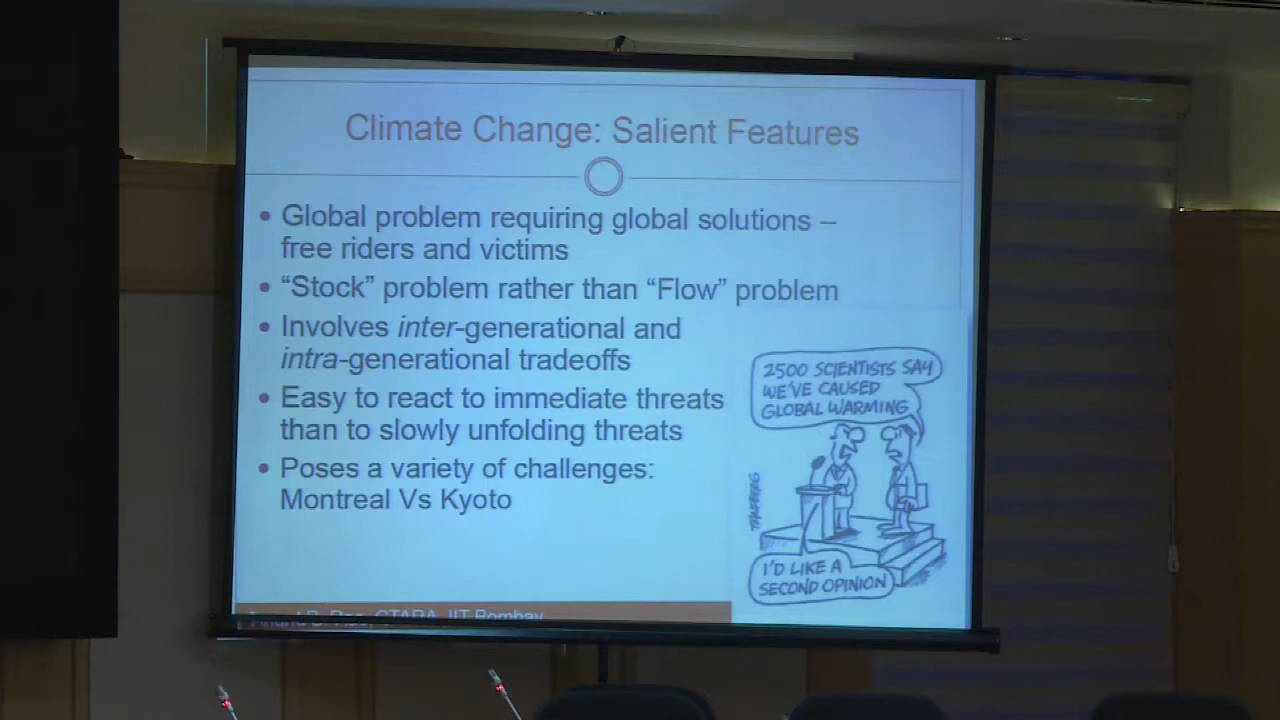 Climate Change: Salient Features
• Global problem requiring global solutions –
free riders and victims
• “Stock” problem rather than “Flow” problem
• Involves inter-generational and
intra-generational tradeoffs
• Easy to react to immediate threats
than to slowly unfolding threats
• Poses a variety of challenges:
Montreal Vs Kyoto
2500 SCIENTISTS SAY
WE'VE CAUSED
GLOBAL WARMING
I'D LIKE A
SECOND OPINION
Anand B. Rao, CTARA, IIT Bombay